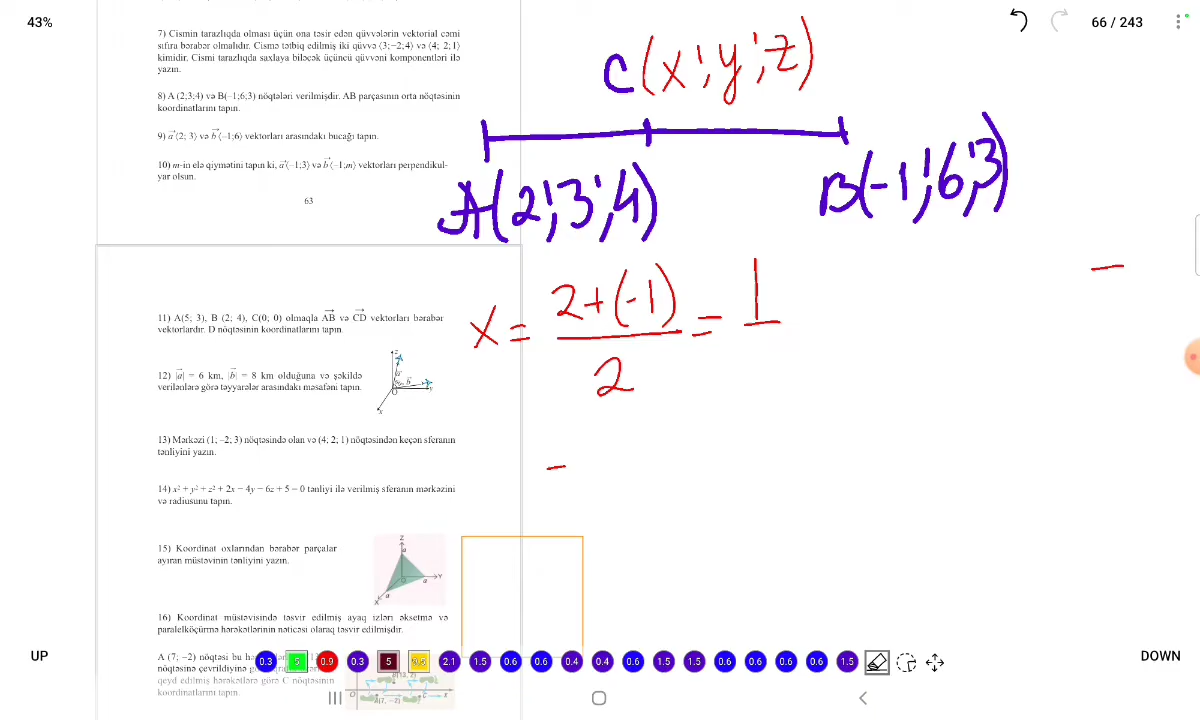 43%
66 / 243
7) Cismin tarazlıqda olması üçün ona təsir edən qüvvələrin vektorial cəmi
sıfıra bərabər olmalıdır. Cismə tətbiq edilmiş iki qüvvə ⟨3;−2;4⟩ və ⟨4; 2;1⟩
kimidir. Cismi tarazlıqda saxlaya biləcək üçüncü qüvvəni komponentləri ilə
yazın.
8) A (2;3;4) və B(−1;6;3) nöqtələri verilmişdir. AB parçasının orta nöqtəsinin
koordinatlarını tapın.
9) a⃗⟨2; 3⟩ və b⃗⟨−1;6⟩ vektorları arasındakı bucağı tapın.
10) m-in elə qiymətini tapın ki, a⃗⟨−1;3⟩ və b⃗⟨−1;m⟩ vektorları perpendikul-
yar olsun.
63
C(x;y;z)
A(2;3;4)
B(-1;6;3)
x = (2+(-1))/2 = 1
11) A(5; 3), B (2; 4), C(0; 0) olmaqla AB⃗ və CD⃗ vektorları bərabər
vektorlardır. D nöqtəsinin koordinatlarını tapın.
12) |a⃗| = 6 km, |b⃗| = 8 km olduğuna və şəkildə
verilənlərə görə təyyarələr arasındakı məsafəni tapın.
13) Mərkəzi (1; −2; 3) nöqtəsində olan və (4; 2; 1) nöqtəsindən keçən sferanın
tənliyini yazın.
14) x² + y² + z² + 2x − 4y − 6z + 5 = 0 tənliyi ilə verilmiş sferanın mərkəzini
və radiusunu tapın.
15) Koordinat oxlarından bərabər parçalar
ayıran müstəvinin tənliyini yazın.
Z
a
O
a
Y
a
X
16) Koordinat müstəvisində təsvir edilmiş ayaq izləri əksetmə və
paralelköçürmə hərəkətlərinin nəticəsi olaraq təsvir edilmişdir.
A (7; −2) nöqtəsi bu
nöqtəsinə çevrildiyinə
qeyd edilmiş hərəkətlərə görə C nöqtəsinin
koordinatlarını tapın.
UP
0.3 5 0.9 0.3 5 9.5 2.1 1.5 0.6 0.6 0.4 0.4 0.6 1.5 1.5 0.6 0.6 0.6 0.6 1.5
DOWN